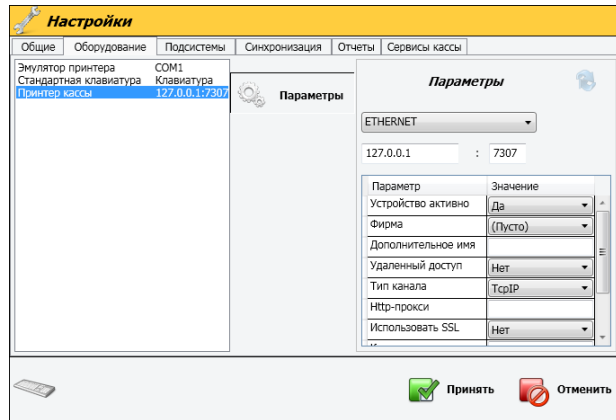 Настройки
Общие Оборудование Подсистемы Синхронизация Отчеты Сервисы кассы
Эмулятор принтера COM1
Стандартная клавиатура Клавиатура
Принтер кассы 127.0.0.1:7307
Параметры
Параметры
ETHERNET
127.0.0.1 : 7307
Параметр Значение
Устройство активно Да
Фирма (Пусто)
Дополнительное имя
Удаленный доступ Нет
Тип канала TcpIP
Http-прокси
Использовать SSL Нет
Принять Отменить